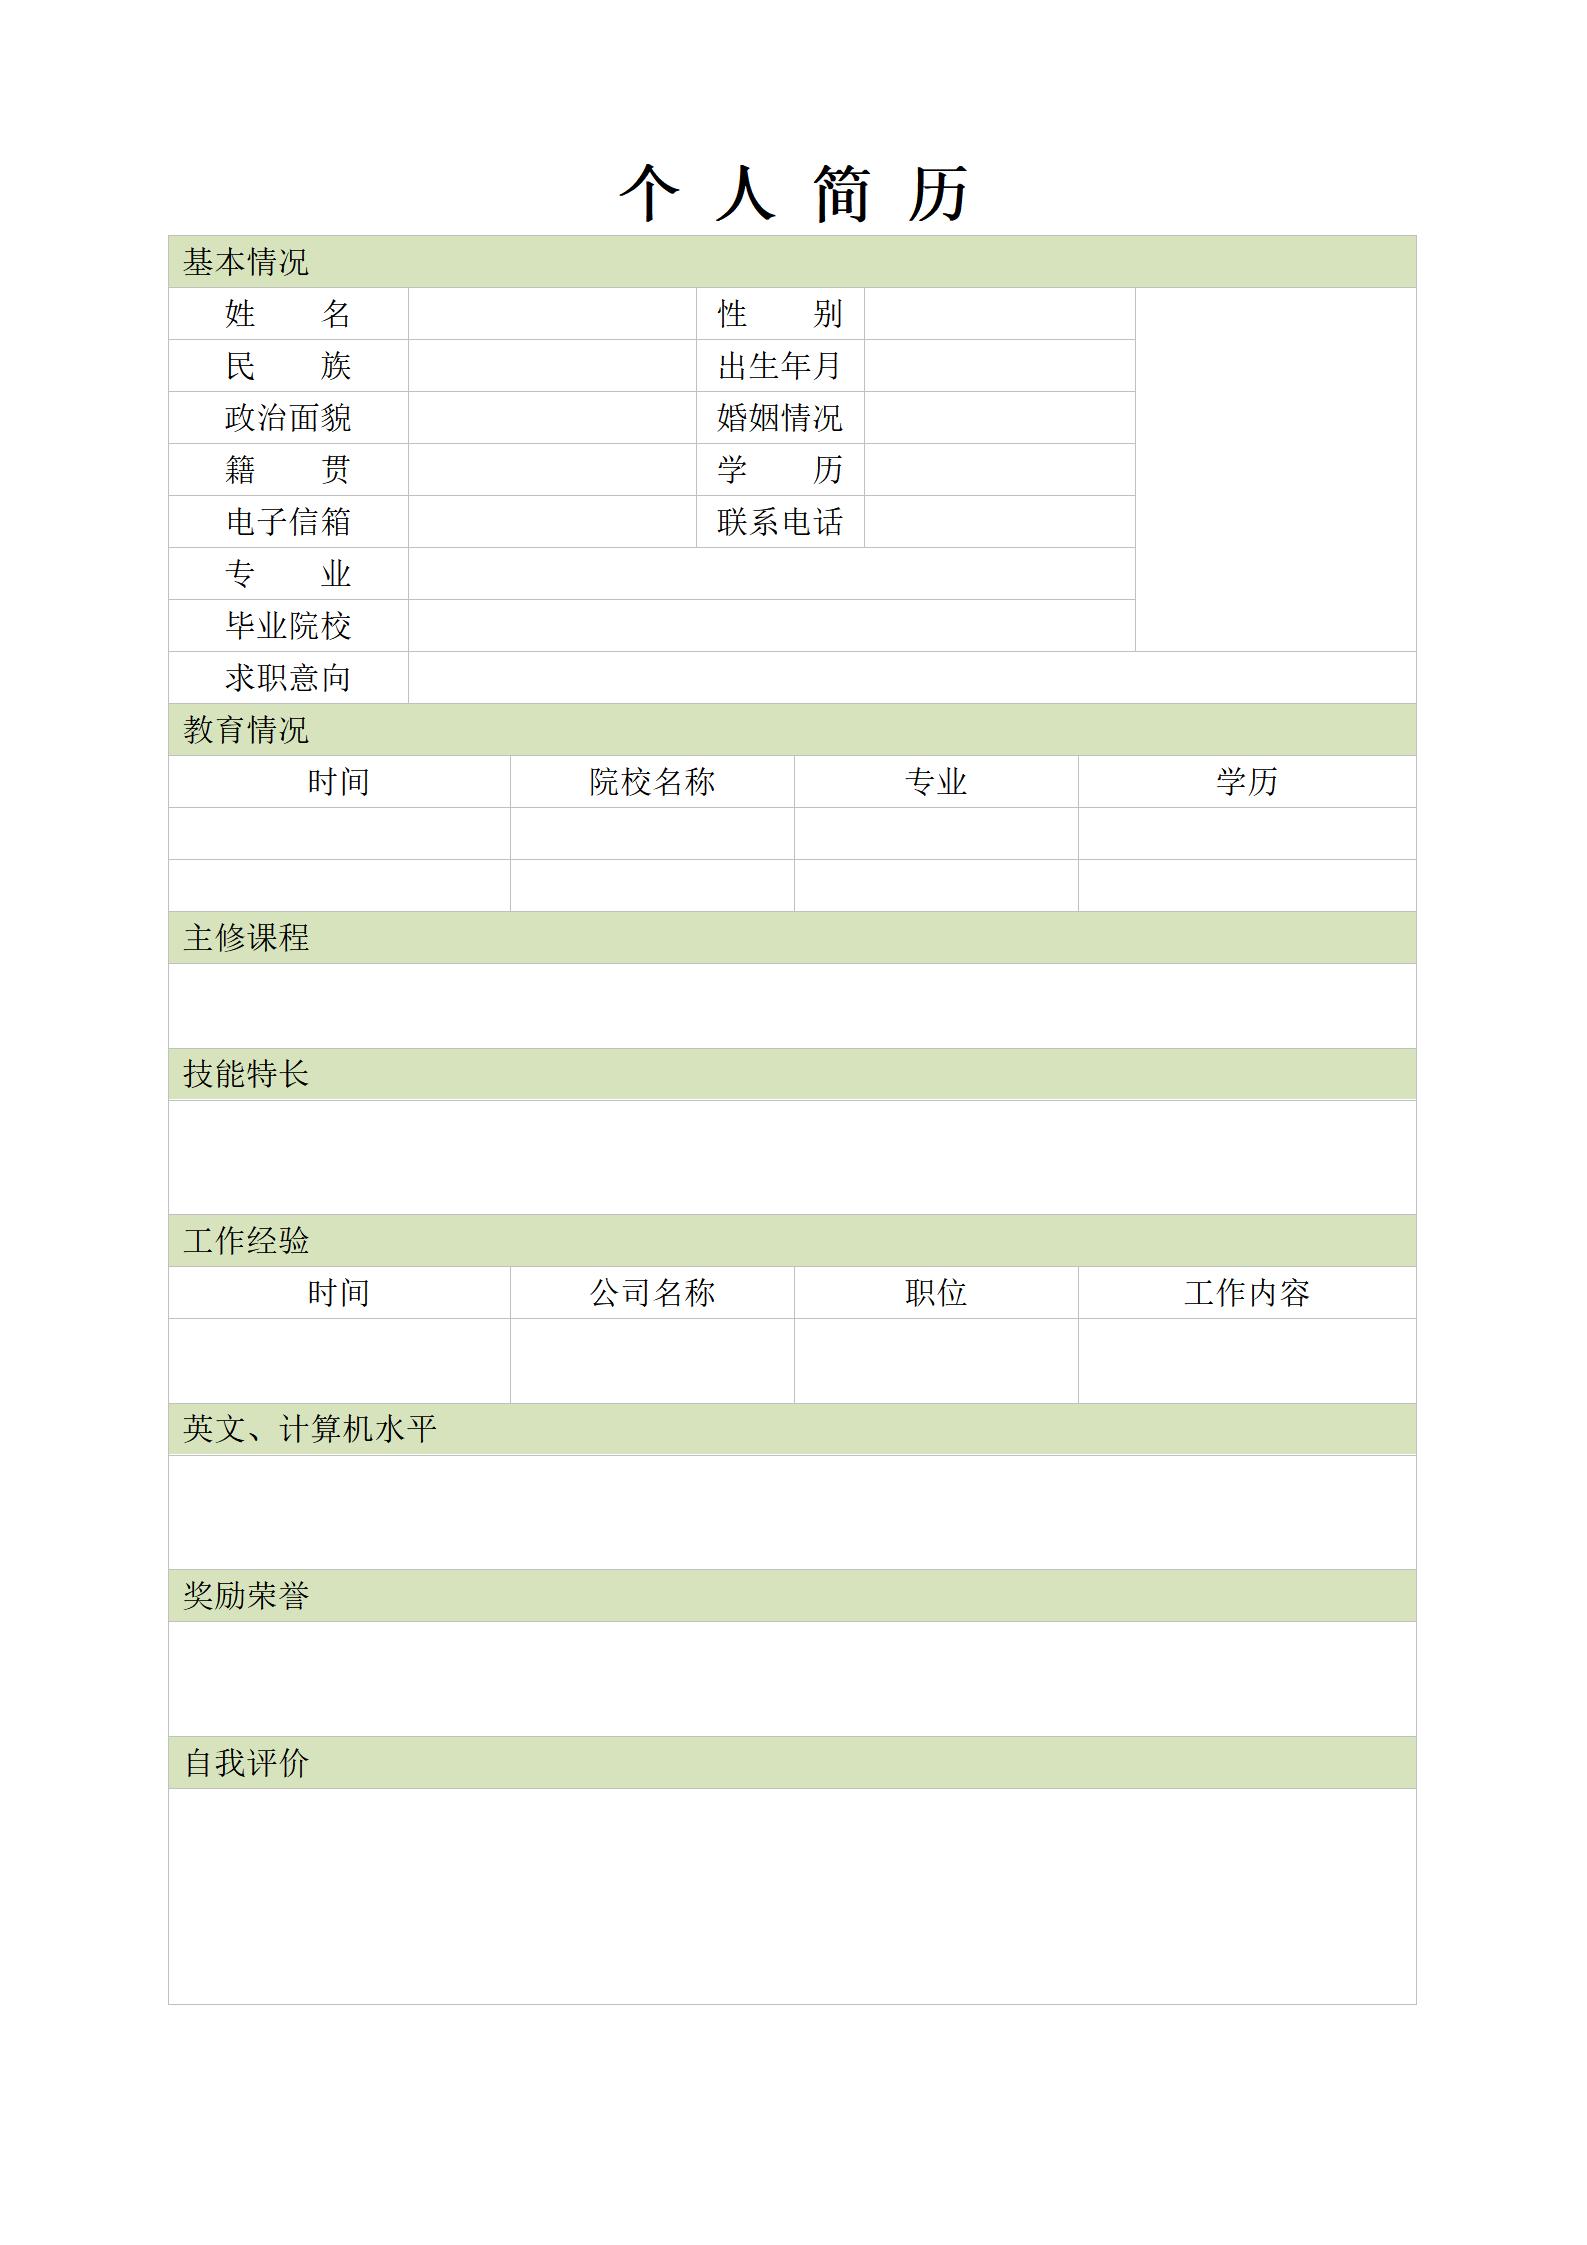 个 人 简 历
基本情况
姓 名 性 别
民 族 出生年月
政治面貌 婚姻情况
籍 贯 学 历
电子信箱 联系电话
专 业
毕业院校
求职意向
教育情况
时间 院校名称 专业 学历
主修课程
技能特长
工作经验
时间 公司名称 职位 工作内容
英文、计算机水平
奖励荣誉
自我评价